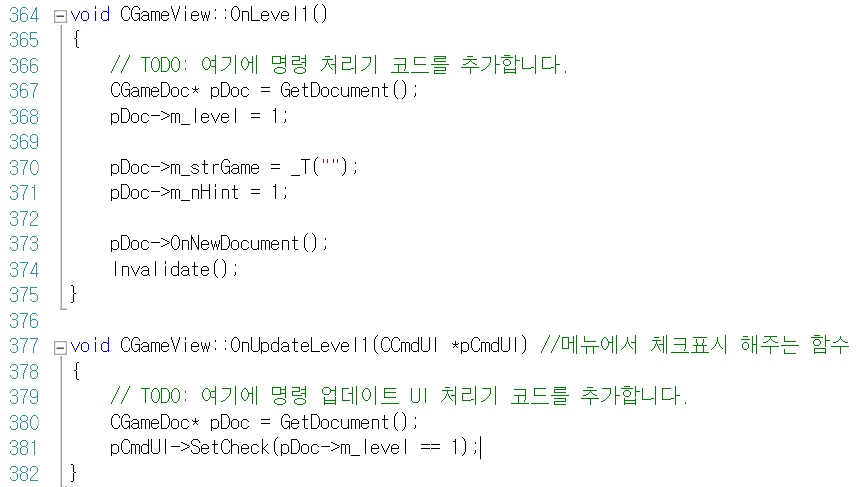 364 void CGameView::OnLevel1()
365 {
366 // TODO: 여기에 명령 처리기 코드를 추가합니다.
367 CGameDoc* pDoc = GetDocument();
368 pDoc->m_level = 1;
369
370 pDoc->m_strGame = _T("");
371 pDoc->m_nHint = 1;
372
373 pDoc->OnNewDocument();
374 Invalidate();
375 }
376
377 void CGameView::OnUpdateLevel1(CCmdUI *pCmdUI) //메뉴에서 체크표시 해주는 함수
378 {
379 // TODO: 여기에 명령 업데이트 UI 처리기 코드를 추가합니다.
380 CGameDoc* pDoc = GetDocument();
381 pCmdUI->SetCheck(pDoc->m_level == 1);
382 }